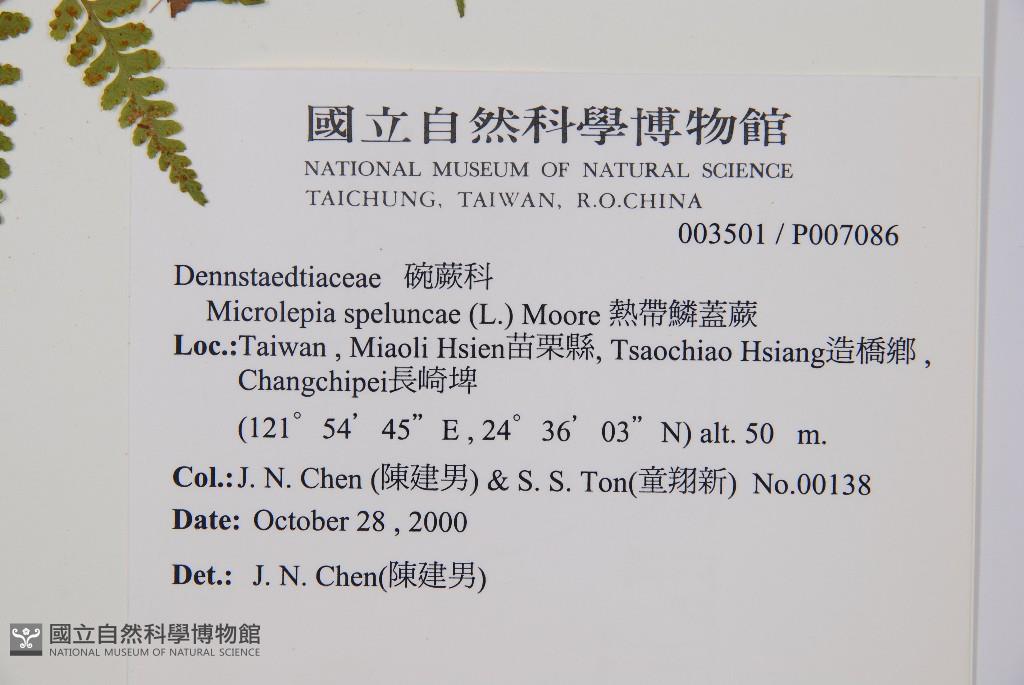 國立自然科學博物館
NATIONAL MUSEUM OF NATURAL SCIENCE
TAICHUNG, TAIWAN, R.O.CHINA
003501 / P007086
Dennstaedtiaceae 碗蕨科
Microlepia speluncae (L.) Moore 熱帶鱗蓋蕨
Loc.:Taiwan , Miaoli Hsien苗栗縣, Tsaochiao Hsiang造橋鄉 ,
Changchipei長崎埤
(121° 54’ 45” E , 24° 36’ 03” N) alt. 50 m.
Col.:J. N. Chen (陳建男) & S. S. Ton(童翔新) No.00138
Date: October 28 , 2000
Det.: J. N. Chen(陳建男)
國立自然科學博物館
NATIONAL MUSEUM OF NATURAL SCIENCE